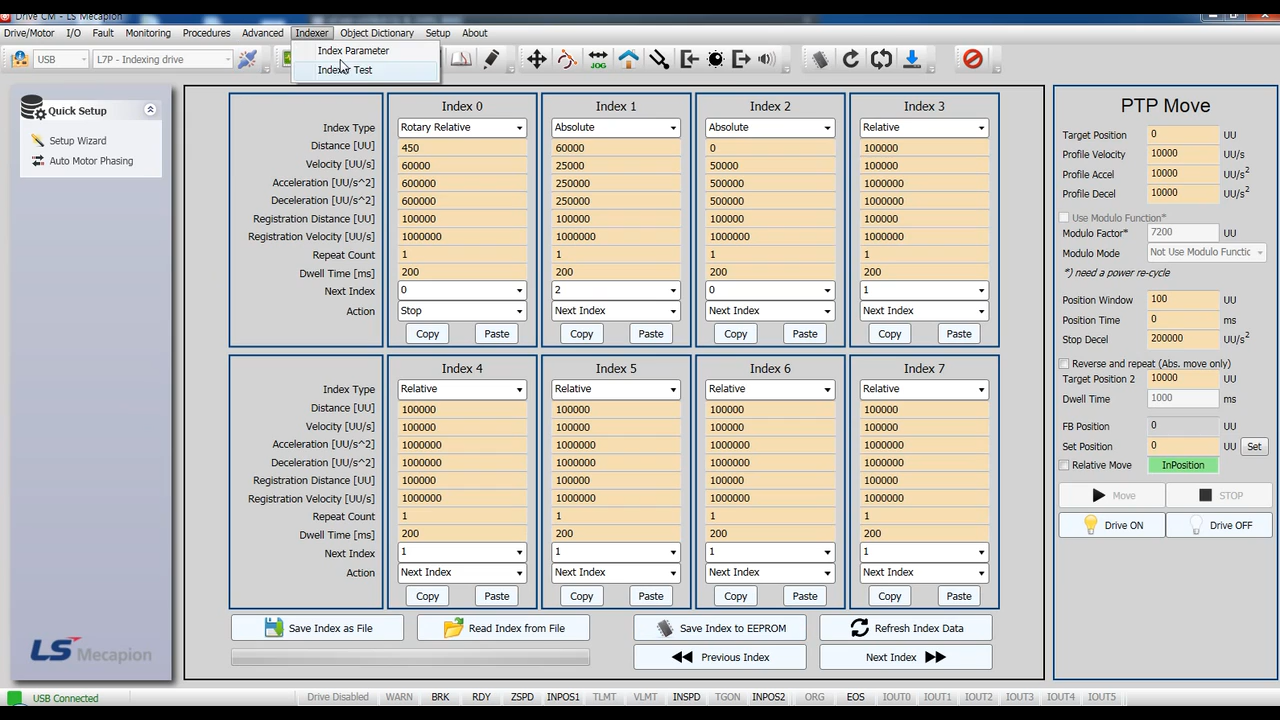 Drive CM - LS Mecapion
Drive/Motor I/O Fault Monitoring Procedures Advanced Indexer Object Dictionary Setup About
USB L7P - Indexing drive JOG
Index Parameter
Indexer Test
Quick Setup
Setup Wizard
Auto Motor Phasing
Index 0 Index 1 Index 2 Index 3
Index Type Rotary Relative Absolute Absolute Relative
Distance [UU] 450 60000 0 100000
Velocity [UU/s] 60000 25000 50000 100000
Acceleration [UU/s^2] 600000 250000 500000 1000000
Deceleration [UU/s^2] 600000 250000 500000 1000000
Registration Distance [UU] 100000 100000 100000 100000
Registration Velocity [UU/s] 1000000 1000000 1000000 1000000
Repeat Count 1 1 1 1
Dwell Time [ms] 200 200 200 200
Next Index 0 2 0 1
Action Stop Next Index Next Index Next Index
Copy Paste Copy Paste Copy Paste Copy Paste
Index 4 Index 5 Index 6 Index 7
Index Type Relative Relative Relative Relative
Distance [UU] 100000 100000 100000 100000
Velocity [UU/s] 100000 100000 100000 100000
Acceleration [UU/s^2] 1000000 1000000 1000000 1000000
Deceleration [UU/s^2] 1000000 1000000 1000000 1000000
Registration Distance [UU] 100000 100000 100000 100000
Registration Velocity [UU/s] 1000000 1000000 1000000 1000000
Repeat Count 1 1 1 1
Dwell Time [ms] 200 200 200 200
Next Index 1 1 1 1
Action Next Index Next Index Next Index Next Index
Copy Paste Copy Paste Copy Paste Copy Paste
Save Index as File Read Index from File Save Index to EEPROM Refresh Index Data
Previous Index Next Index
PTP Move
Target Position 0 UU
Profile Velocity 10000 UU/s
Profile Accel 10000 UU/s2
Profile Decel 10000 UU/s2
Use Modulo Function*
Modulo Factor* 7200 UU
Modulo Mode Not Use Modulo Functic
*) need a power re-cycle
Position Window 100 UU
Position Time 0 ms
Stop Decel 200000 UU/s2
Reverse and repeat (Abs. move only)
Target Position 2 10000 UU
Dwell Time 1000 ms
FB Position 0 UU
Set Position 0 UU Set
Relative Move InPosition
Move STOP
Drive ON Drive OFF
LS Mecapion
USB Connected Drive Disabled WARN BRK RDY ZSPD INPOS1 TLMT VLMT INSPD TGON INPOS2 ORG EOS IOUT0 IOUT1 IOUT2 IOUT3 IOUT4 IOUT5